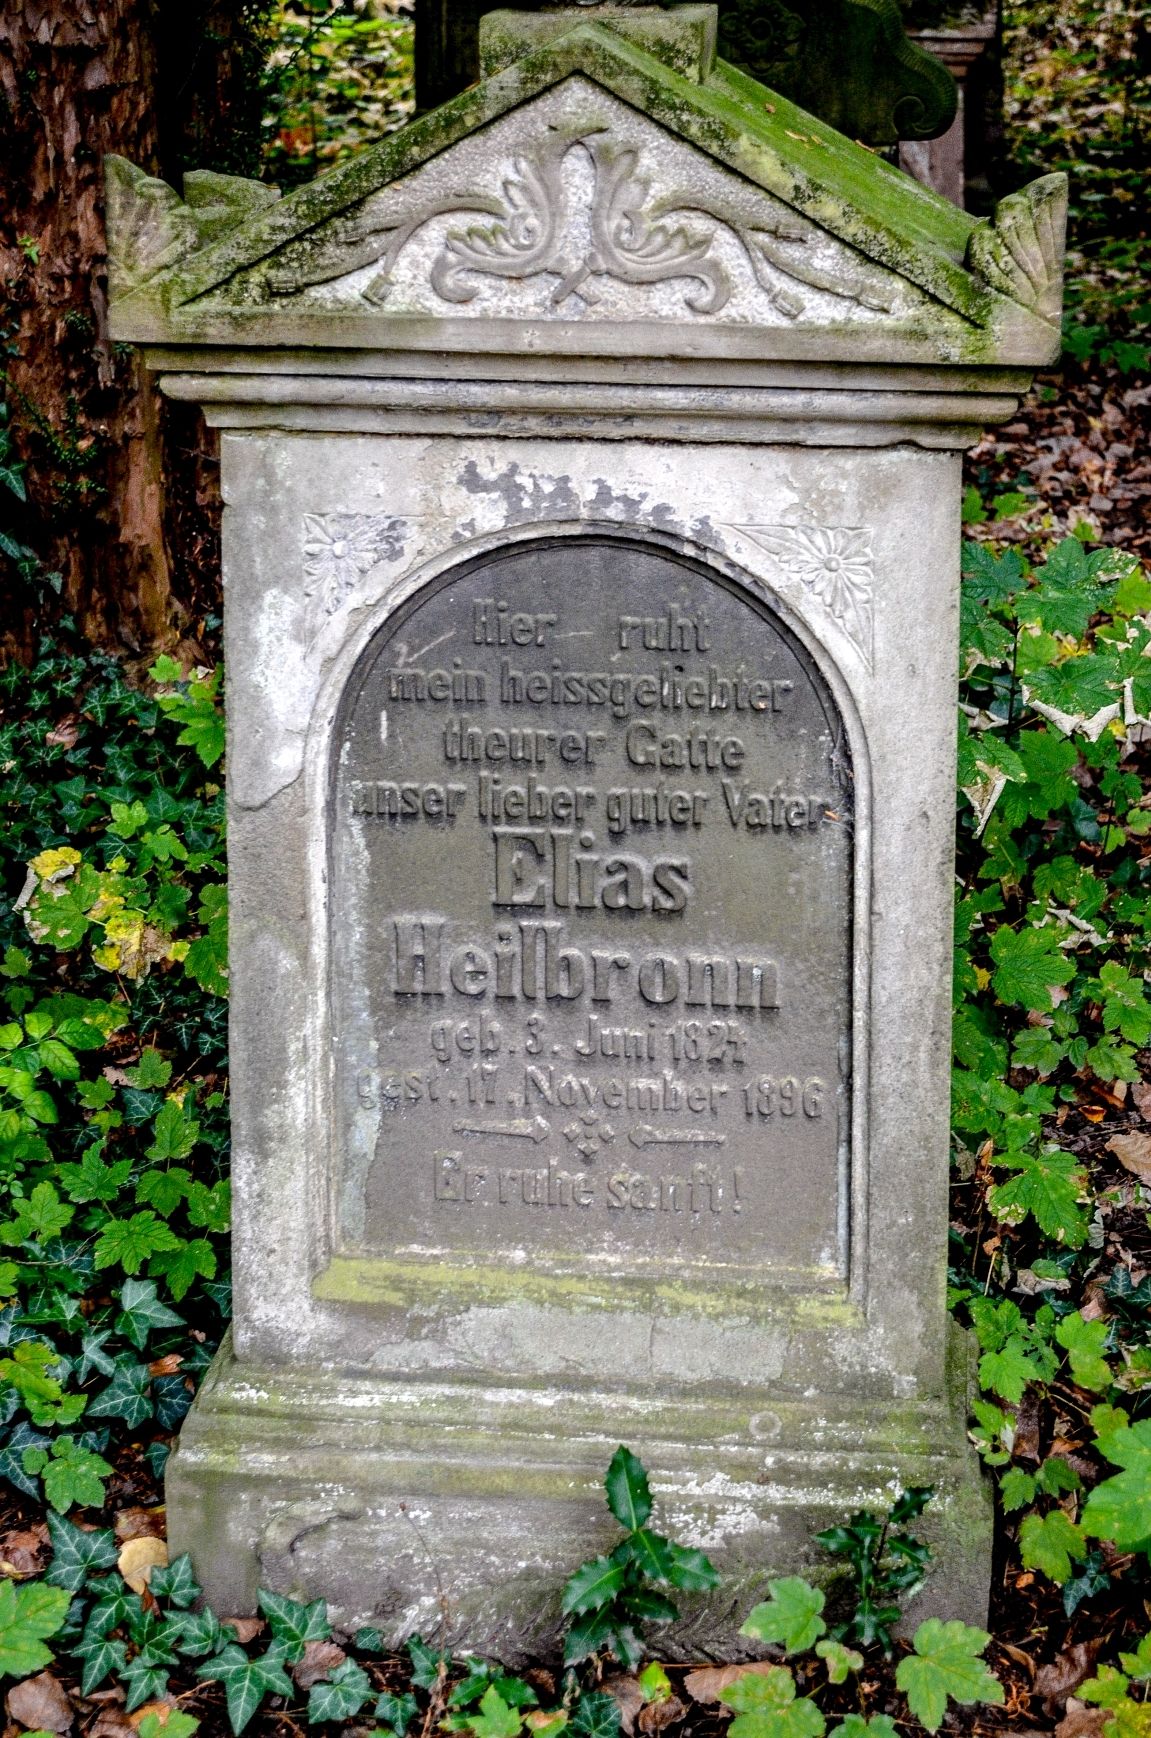 Hier ruht
mein heissgeliebter
theurer Gatte
unser lieber guter Vater
Elias
Heilbronn
geb. 3. Juni 1824
gest. 17. November 1896
Er ruhe sanft!